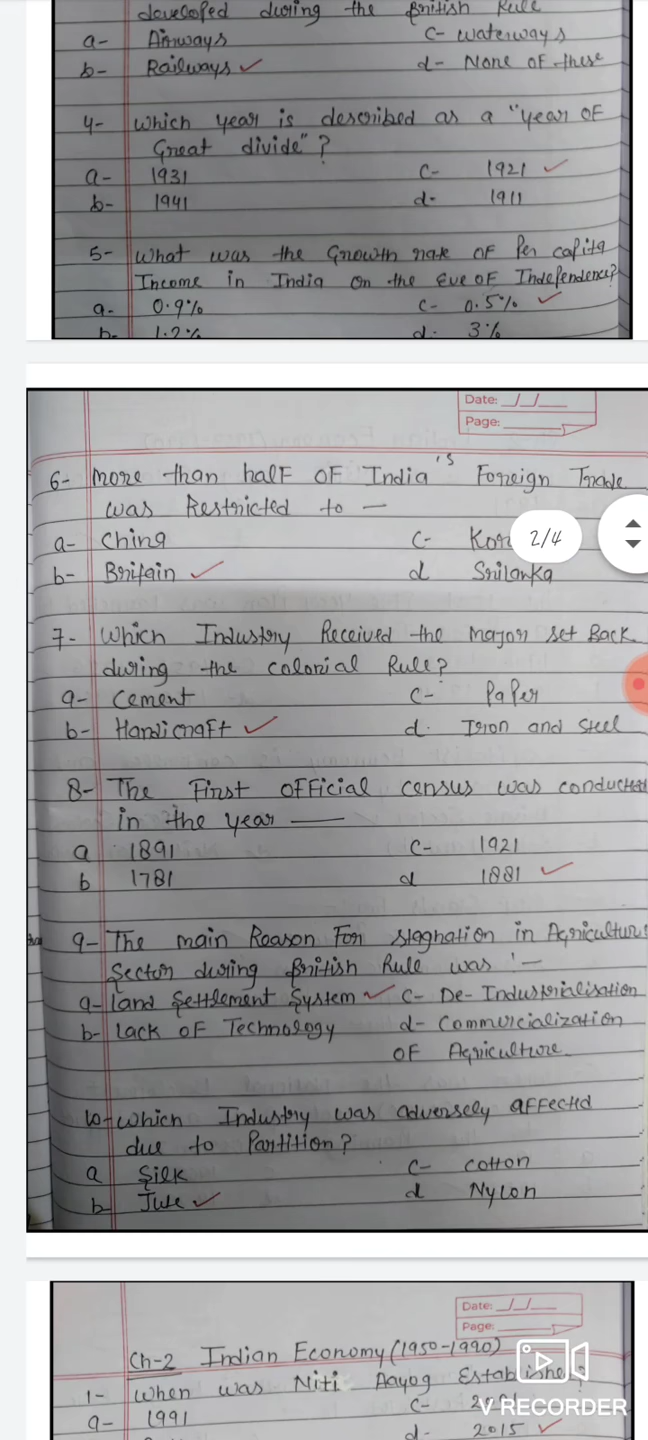 developed during the British Rule
a- Airways c- waterways
b- Railways d- None of these
4- which year is described as a "year of
Great divide"?
a- 1931 c- 1921
b- 1941 d- 1911
5- What was the Growth rate of Per capita
Income in India on the Eve of Independence?
a- 0.9% c- 0.5%
b- 1.2% d. 3%
Date: __/__/__
Page:
6- More than half of India's Foreign Trade
was Restricted to —
a- China c- Kor
2/4
b- Britain d Srilanka
7- Which Industry Received the major set Back
during the colonial Rule?
a- Cement c- Paper
b- Handicraft d. Iron and Steel
8- The First official census was conducted
in the year —
a 1891 c- 1921
b 1781 d 1881
9- The main Reason For stagnation in Agriculture
Sector during British Rule was :-
a- land Settlement System c- De-Industrialisation
b- Lack of Technology d- Commercialization
of Agriculture.
10- which Industry was adversely affected
due to Partition?
a Silk c- cotton
b Jute d Nylon
Date: __/__/__
Page:
Ch-2 Indian Economy (1950-1990)
1- When was Niti Aayog Established?
a- 1991 c-
V RECORDER
d. 2015